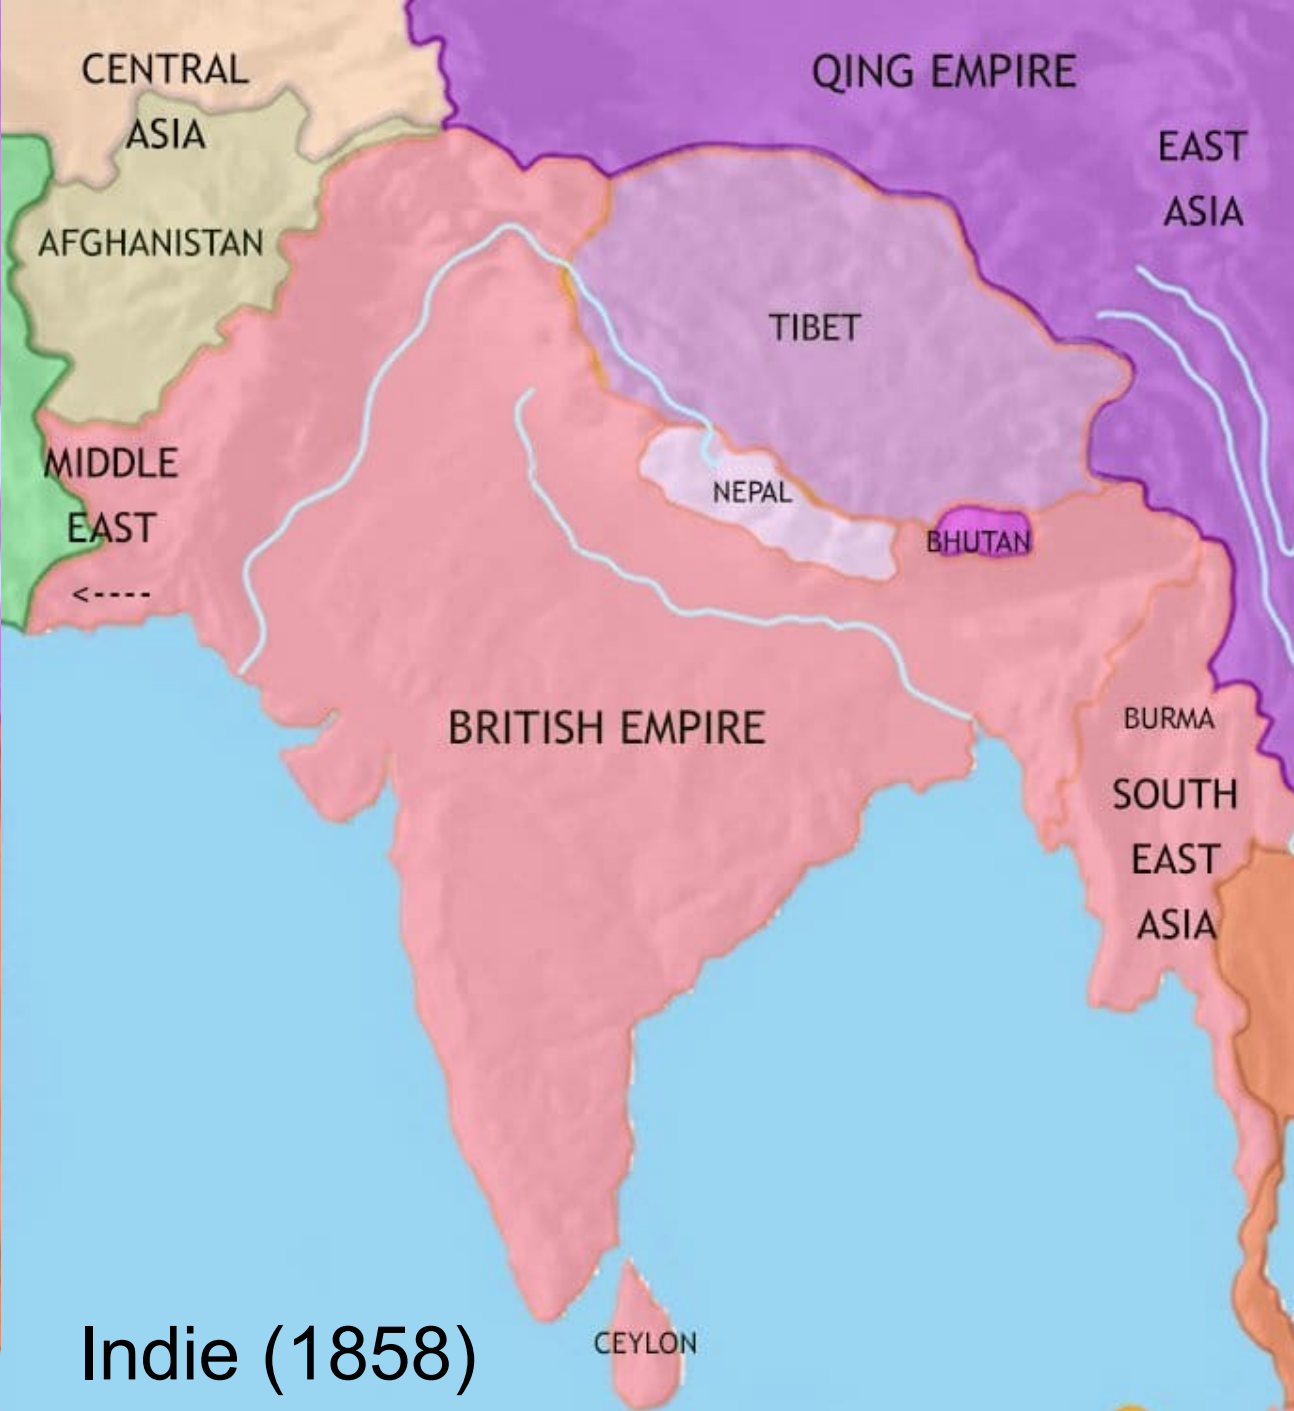 CENTRAL
ASIA
QING EMPIRE
EAST
ASIA
AFGHANISTAN
TIBET
MIDDLE
EAST
<----
NEPAL
BHUTAN
BRITISH EMPIRE
BURMA
SOUTH
EAST
ASIA
CEYLON
Indie (1858)